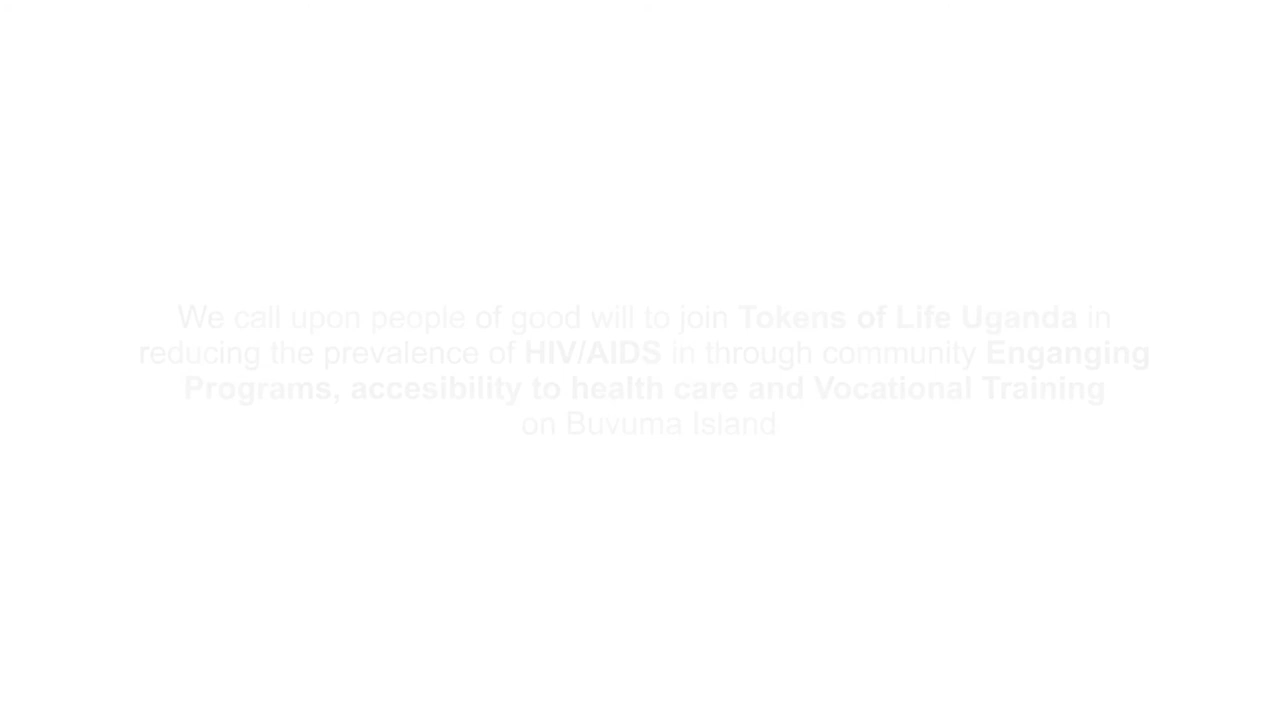 We call upon people of good will to join Tokens of Life Uganda in
reducing the prevalence of HIV/AIDS in through community Enganging
Programs, accesibility to health care and Vocational Training
on Buvuma Island